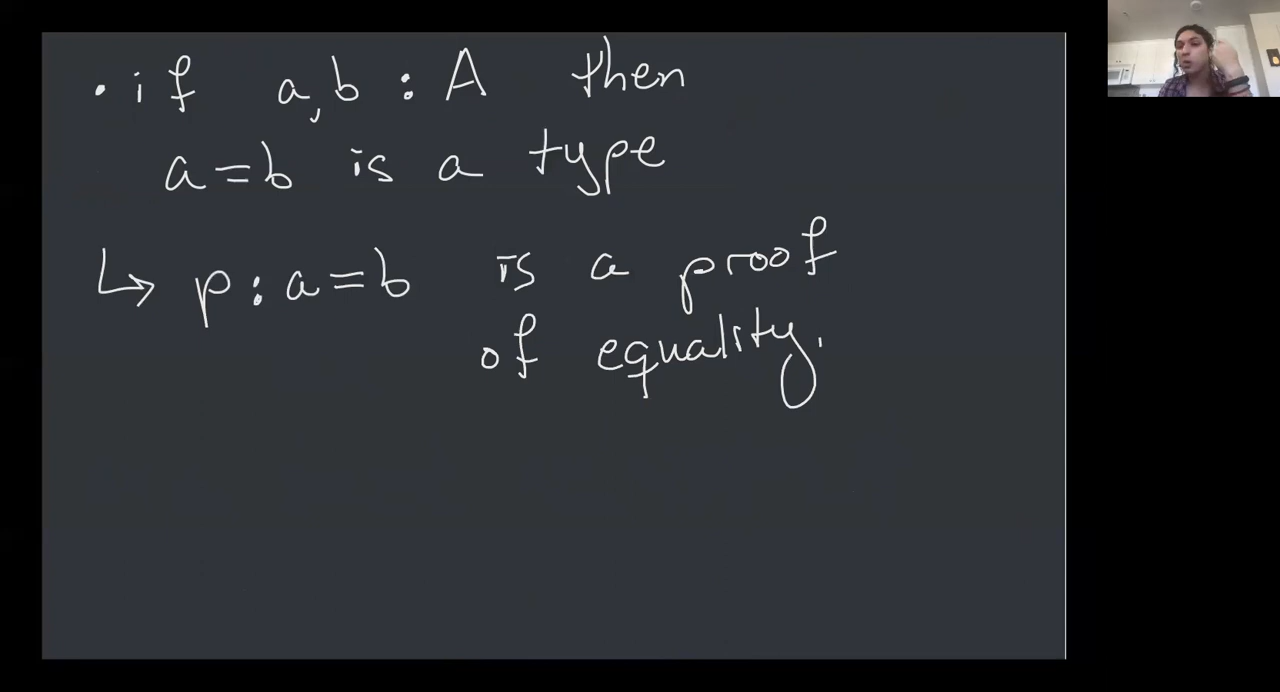 • if a, b : A then
a = b is a type
↳ p : a = b is a proof
of equality.